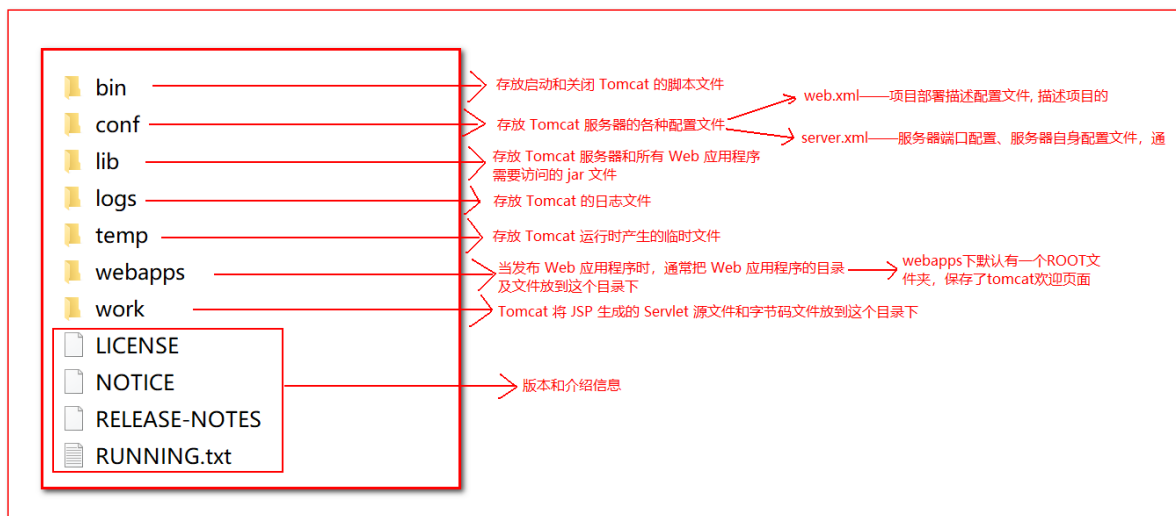 bin
存放启动和关闭 Tomcat 的脚本文件
conf
存放 Tomcat 服务器的各种配置文件
web.xml——项目部署描述配置文件, 描述项目的
server.xml——服务器端口配置、服务器自身配置文件，通
lib
存放 Tomcat 服务器和所有 Web 应用程序
需要访问的 jar 文件
logs
存放 Tomcat 的日志文件
temp
存放 Tomcat 运行时产生的临时文件
webapps
当发布 Web 应用程序时，通常把 Web 应用程序的目录
及文件放到这个目录下
webapps下默认有一个ROOT文
件夹，保存了tomcat欢迎页面
work
Tomcat 将 JSP 生成的 Servlet 源文件和字节码文件放到这个目录下
LICENSE
NOTICE
RELEASE-NOTES
RUNNING.txt
版本和介绍信息